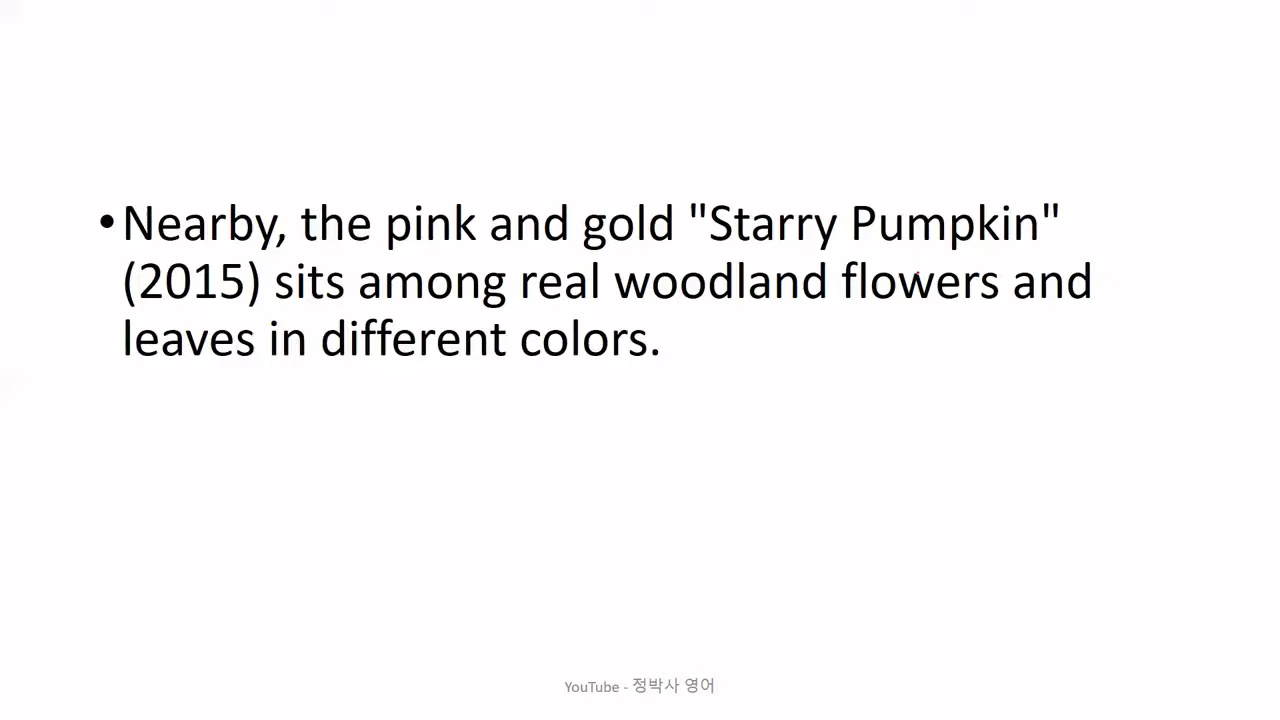 •Nearby, the pink and gold "Starry Pumpkin"
(2015) sits among real woodland flowers and
leaves in different colors.
YouTube - 정박사 영어